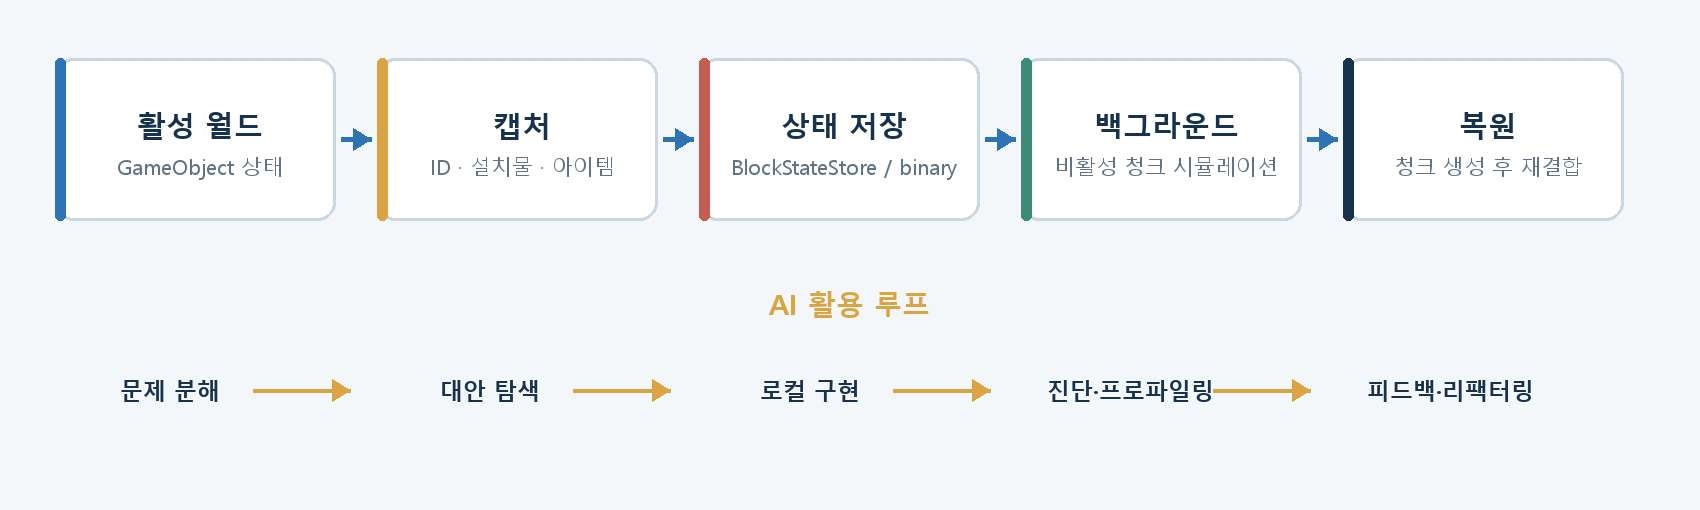 활성 월드
GameObject 상태
캡처
ID · 설치물 · 아이템
상태 저장
BlockStateStore / binary
백그라운드
비활성 청크 시뮬레이션
복원
청크 생성 후 재결합
AI 활용 루프
문제 분해
대안 탐색
로컬 구현
진단·프로파일링
피드백·리팩터링